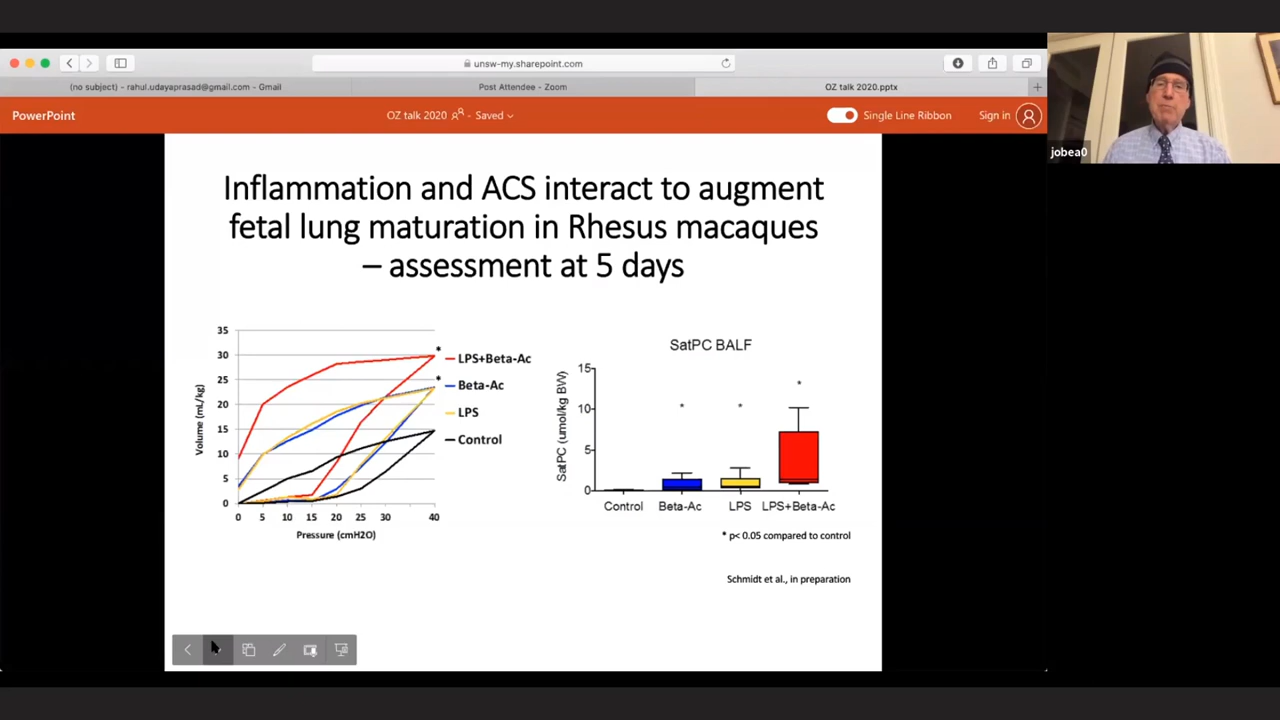 unsw-my.sharepoint.com
(no subject) - rahul.udayaprasad@gmail.com - Gmail
Post Attendee - Zoom
OZ talk 2020.pptx
PowerPoint
OZ talk 2020
- Saved
Single Line Ribbon
Sign in
jobea0
Inflammation and ACS interact to augment
fetal lung maturation in Rhesus macaques
– assessment at 5 days
35
30
25
20
15
10
5
0
Volume (mL/kg)
0 5 10 15 20 25 30 40
Pressure (cmH2O)
*
*
LPS+Beta-Ac
Beta-Ac
LPS
Control
SatPC BALF
15
10
5
0
SatPC (umol/kg BW)
* * *
Control Beta-Ac LPS LPS+Beta-Ac
* p< 0.05 compared to control
Schmidt et al., in preparation